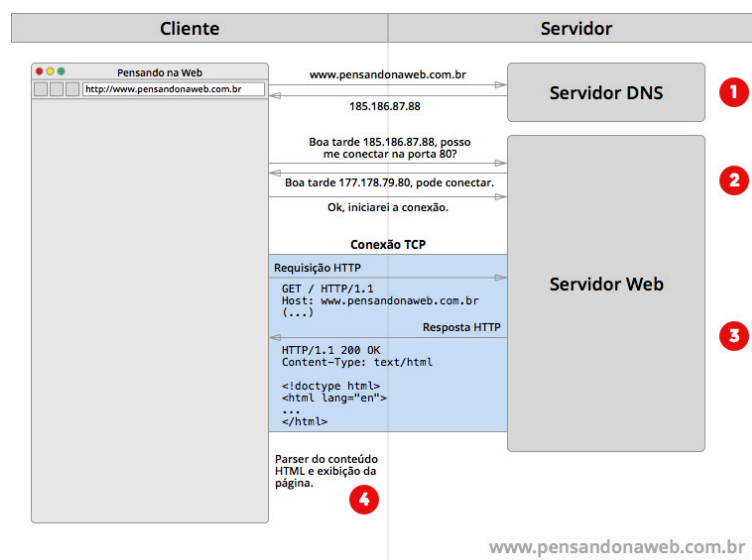 Cliente
Servidor
Pensando na Web
http://www.pensandonaweb.com.br
www.pensandonaweb.com.br
185.186.87.88
Servidor DNS
1
Boa tarde 185.186.87.88, posso
me conectar na porta 80?
Boa tarde 177.178.79.80, pode conectar.
Ok, iniciarei a conexão.
2
Conexão TCP
Requisição HTTP
GET / HTTP/1.1
Host: www.pensandonaweb.com.br
(...)
Resposta HTTP
HTTP/1.1 200 OK
Content-Type: text/html
<!doctype html>
<html lang="en">
...
</html>
Servidor Web
3
Parser do conteúdo
HTML e exibição da
página.
4
www.pensandonaweb.com.br